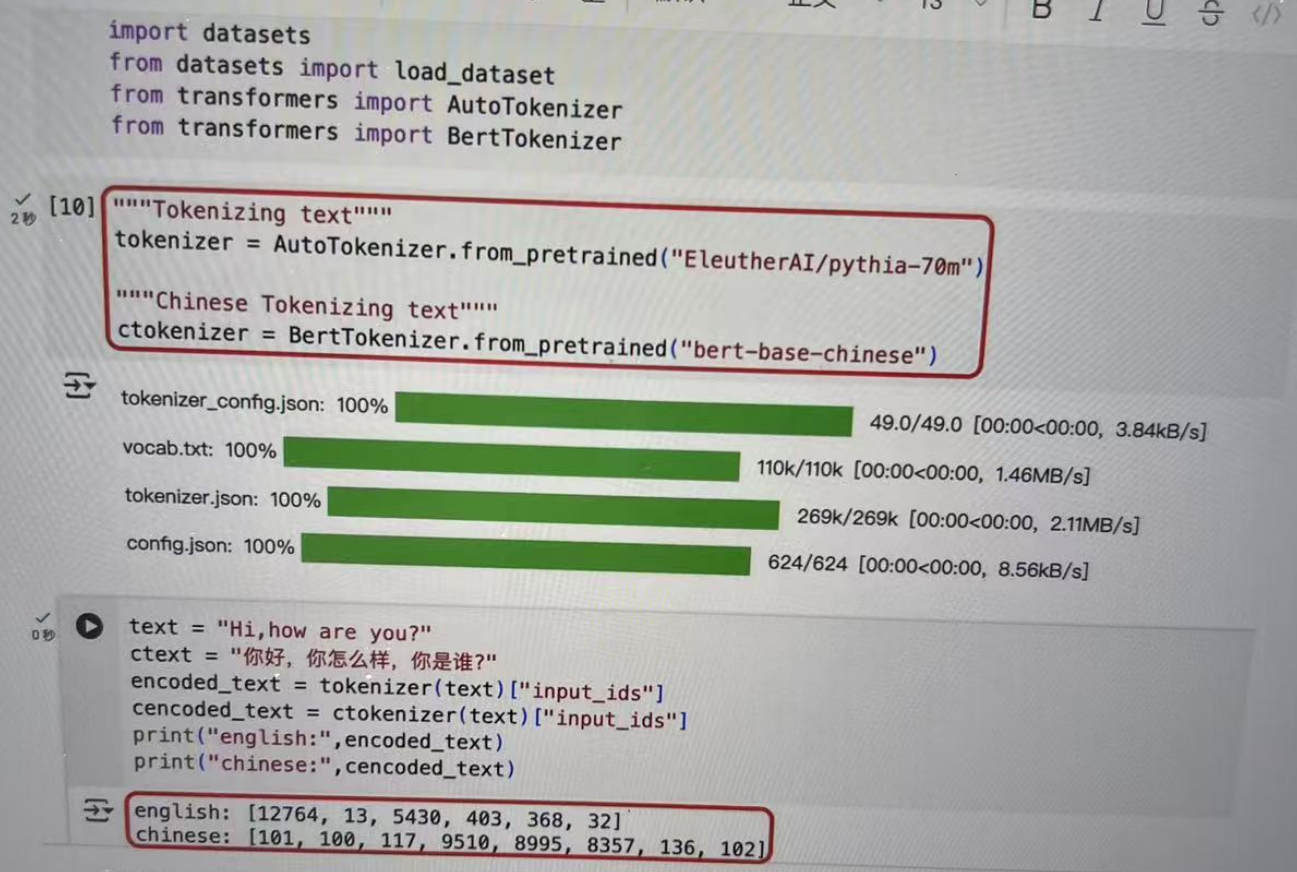 13 B I U S </>
import datasets
from datasets import load_dataset
from transformers import AutoTokenizer
from transformers import BertTokenizer
2秒 [10] """Tokenizing text"""
tokenizer = AutoTokenizer.from_pretrained("EleutherAI/pythia-70m")
"""Chinese Tokenizing text"""
ctokenizer = BertTokenizer.from_pretrained("bert-base-chinese")
tokenizer_config.json: 100% 49.0/49.0 [00:00<00:00, 3.84kB/s]
vocab.txt: 100% 110k/110k [00:00<00:00, 1.46MB/s]
tokenizer.json: 100% 269k/269k [00:00<00:00, 2.11MB/s]
config.json: 100% 624/624 [00:00<00:00, 8.56kB/s]
0秒 text = "Hi,how are you?"
ctext = "你好，你怎么样，你是谁?"
encoded_text = tokenizer(text)["input_ids"]
cencoded_text = ctokenizer(text)["input_ids"]
print("english:",encoded_text)
print("chinese:",cencoded_text)
english: [12764, 13, 5430, 403, 368, 32]
chinese: [101, 100, 117, 9510, 8995, 8357, 136, 102]